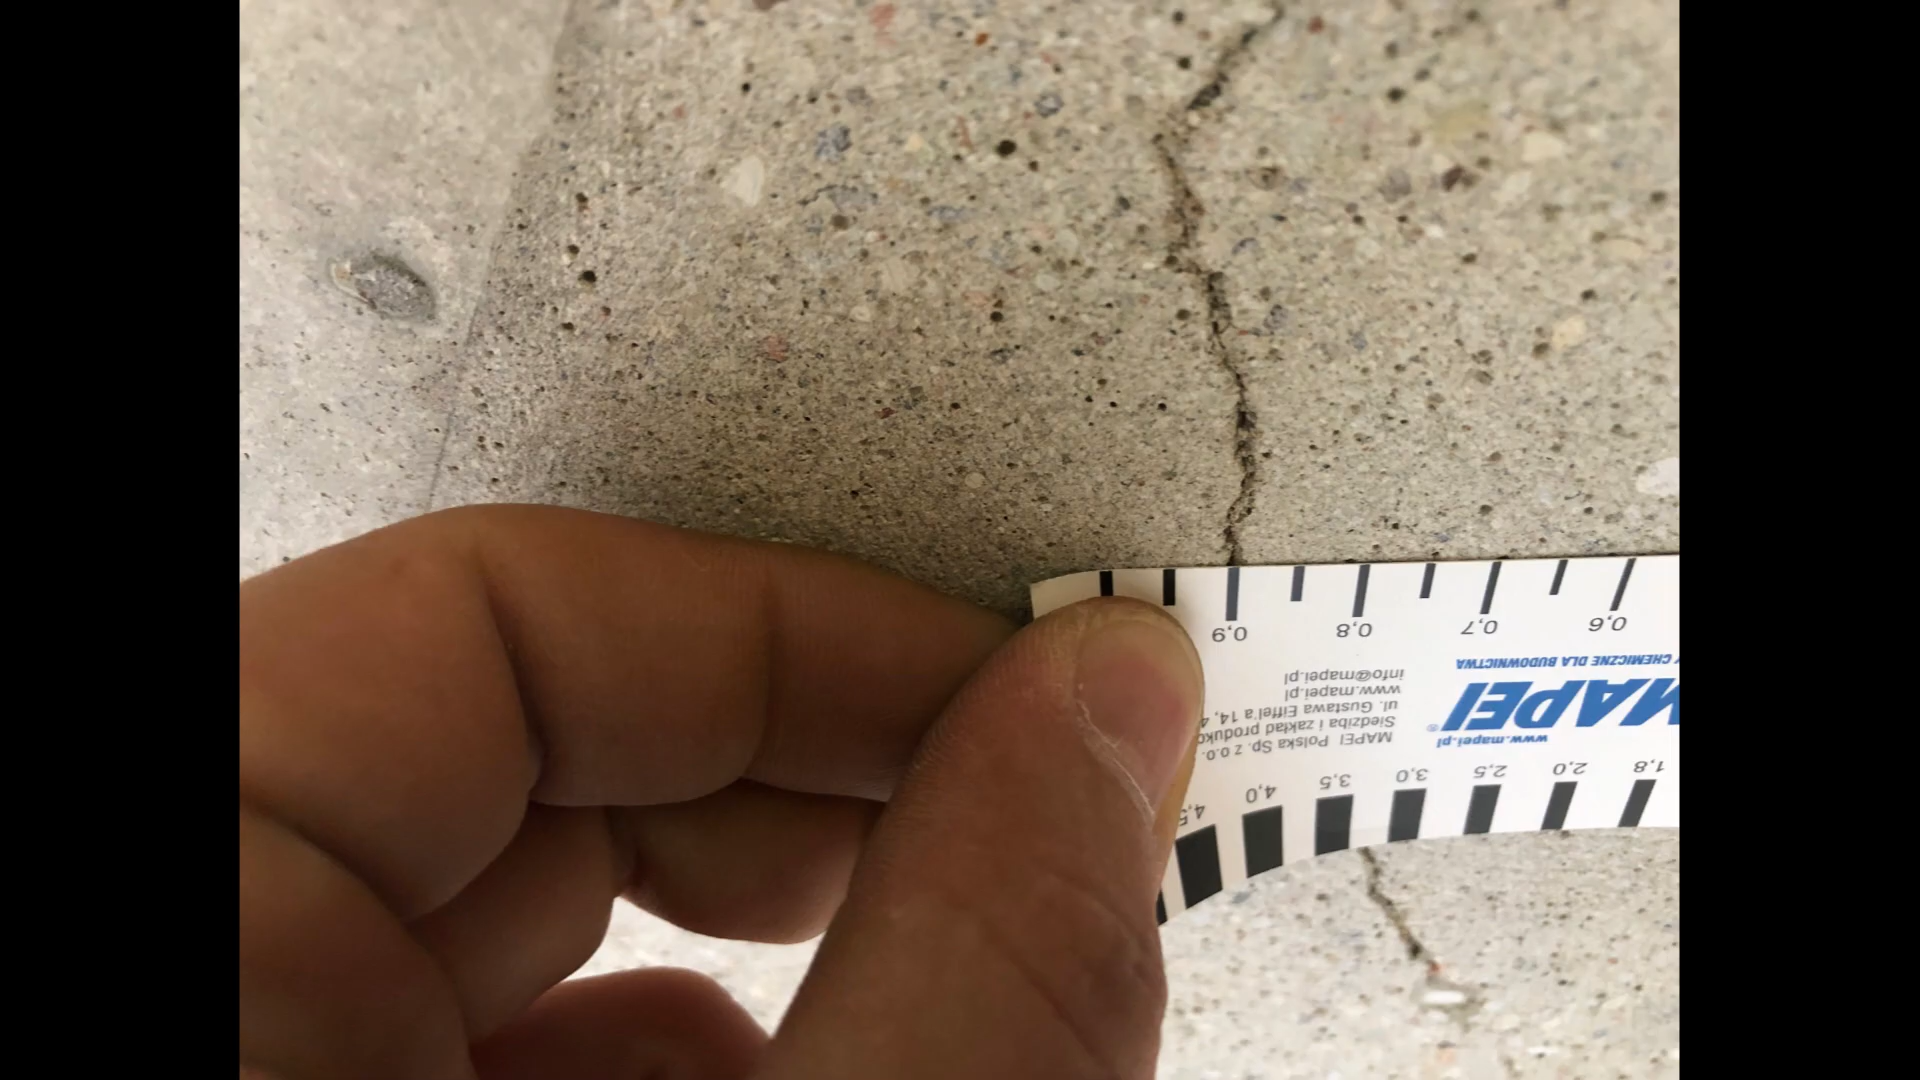 1,8 2,0 2,5 3,0 3,5 4,0 4,5
www.mapei.pl
MAPEI®
CHEMICZNE DLA BUDOWNICTWA
MAPEI Polska Sp. z o.o.
Siedziba i zakład
ul. Gustawa Eiffel'a 14,
www.mapei.pl
info@mapei.pl
0,6 0,7 0,8 0,9